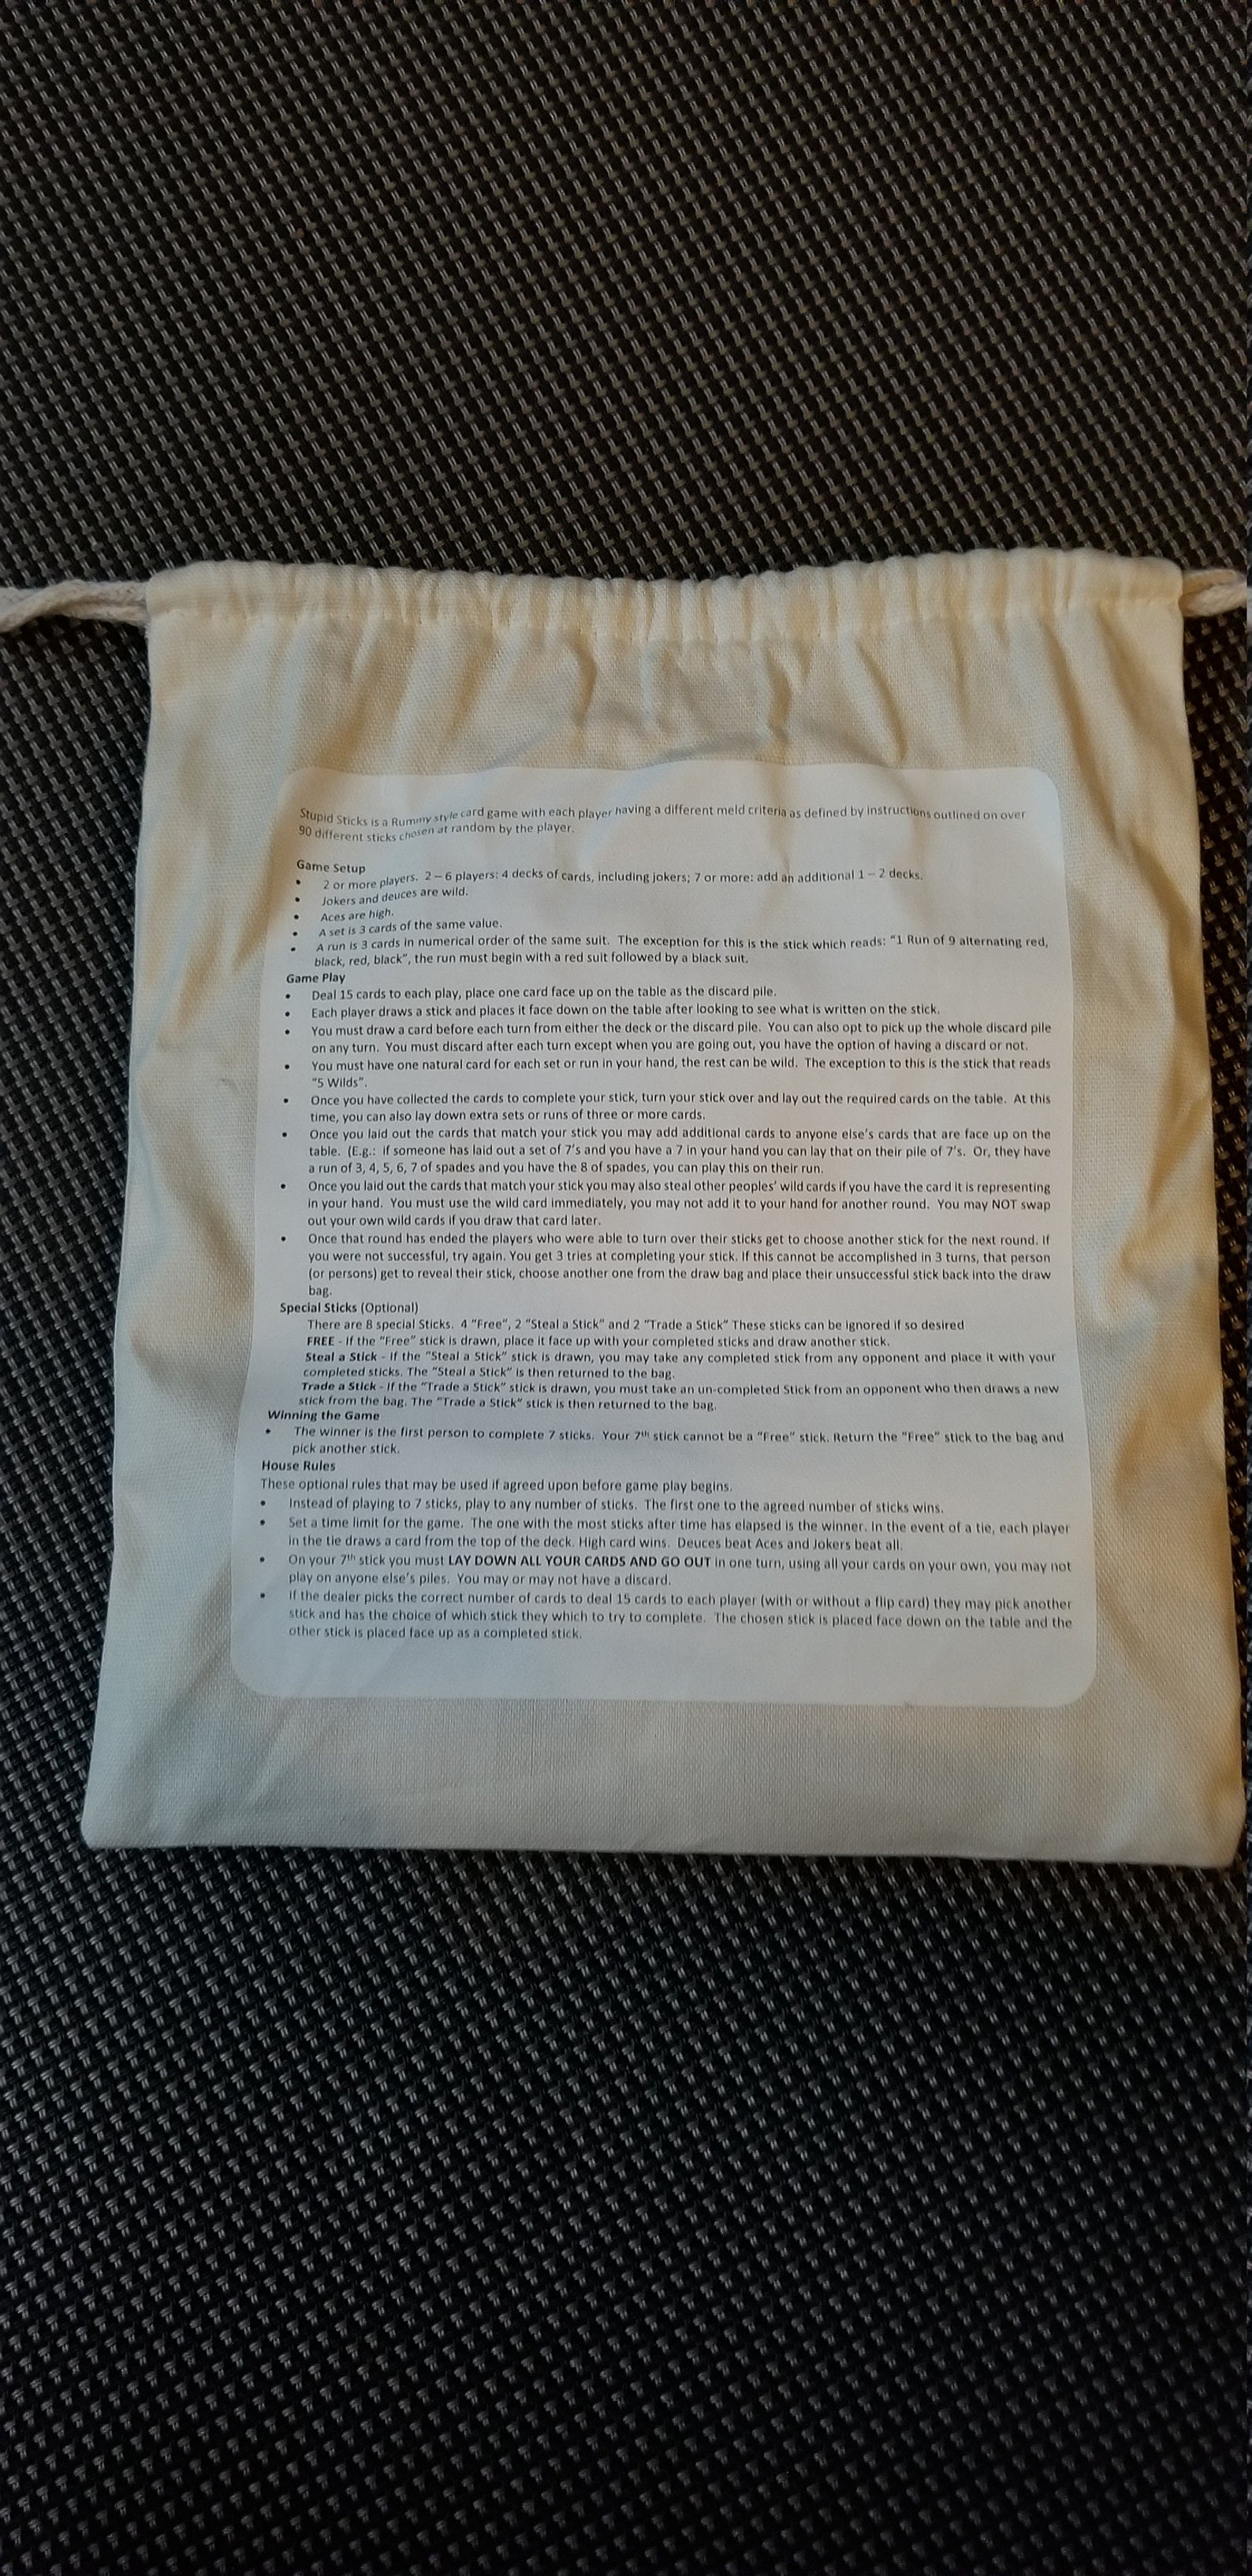 Stupid Sticks is a Rummy style card game with each player having a different meld criteria as defined by instructions outlined on over
90 different sticks chosen at random by the player.
Game Setup
• 2 or more players. 2 – 6 players: 4 decks of cards, including jokers; 7 or more: add an additional 1 – 2 decks.
• Jokers and deuces are wild.
• Aces are high.
• A set is 3 cards of the same value.
• A run is 3 cards in numerical order of the same suit. The exception for this is the stick which reads: "1 Run of 9 alternating red,
black, red, black", the run must begin with a red suit followed by a black suit.
Game Play
• Deal 15 cards to each play, place one card face up on the table as the discard pile.
• Each player draws a stick and places it face down on the table after looking to see what is written on the stick.
• You must draw a card before each turn from either the deck or the discard pile. You can also opt to pick up the whole discard pile
on any turn. You must discard after each turn except when you are going out, you have the option of having a discard or not.
• You must have one natural card for each set or run in your hand, the rest can be wild. The exception to this is the stick that reads
"5 Wilds".
• Once you have collected the cards to complete your stick, turn your stick over and lay out the required cards on the table. At this
time, you can also lay down extra sets or runs of three or more cards.
• Once you laid out the cards that match your stick you may add additional cards to anyone else's cards that are face up on the
table. (E.g.: if someone has laid out a set of 7's and you have a 7 in your hand you can lay that on their pile of 7's. Or, they have
a run of 3, 4, 5, 6, 7 of spades and you have the 8 of spades, you can play this on their run.
• Once you laid out the cards that match your stick you may also steal other peoples' wild cards if you have the card it is representing
in your hand. You must use the wild card immediately, you may not add it to your hand for another round. You may NOT swap
out your own wild cards if you draw that card later.
• Once that round has ended the players who were able to turn over their sticks get to choose another stick for the next round. If
you were not successful, try again. You get 3 tries at completing your stick. If this cannot be accomplished in 3 turns, that person
(or persons) get to reveal their stick, choose another one from the draw bag and place their unsuccessful stick back into the draw
bag.
Special Sticks (Optional)
There are 8 special Sticks. 4 "Free", 2 "Steal a Stick" and 2 "Trade a Stick" These sticks can be ignored if so desired
FREE - If the "Free" stick is drawn, place it face up with your completed sticks and draw another stick.
Steal a Stick - If the "Steal a Stick" stick is drawn, you may take any completed stick from any opponent and place it with your
completed sticks. The "Steal a Stick" is then returned to the bag.
Trade a Stick - If the "Trade a Stick" stick is drawn, you must take an un-completed Stick from an opponent who then draws a new
stick from the bag. The "Trade a Stick" stick is then returned to the bag.
Winning the Game
• The winner is the first person to complete 7 sticks. Your 7th stick cannot be a "Free" stick. Return the "Free" stick to the bag and
pick another stick.
House Rules
These optional rules that may be used if agreed upon before game play begins.
• Instead of playing to 7 sticks, play to any number of sticks. The first one to the agreed number of sticks wins.
• Set a time limit for the game. The one with the most sticks after time has elapsed is the winner. In the event of a tie, each player
in the tie draws a card from the top of the deck. High card wins. Deuces beat Aces and Jokers beat all.
• On your 7th stick you must LAY DOWN ALL YOUR CARDS AND GO OUT in one turn, using all your cards on your own, you may not
play on anyone else's piles. You may or may not have a discard.
• If the dealer picks the correct number of cards to deal 15 cards to each player (with or without a flip card) they may pick another
stick and has the choice of which stick they which to try to complete. The chosen stick is placed face down on the table and the
other stick is placed face up as a completed stick.